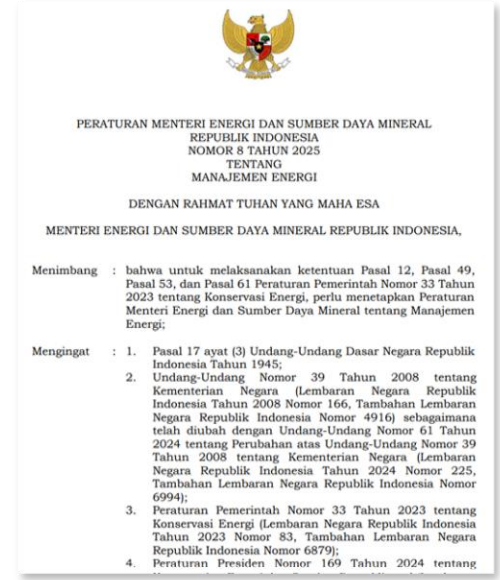 PERATURAN MENTERI ENERGI DAN SUMBER DAYA MINERAL
REPUBLIK INDONESIA
NOMOR 8 TAHUN 2025
TENTANG
MANAJEMEN ENERGI
DENGAN RAHMAT TUHAN YANG MAHA ESA
MENTERI ENERGI DAN SUMBER DAYA MINERAL REPUBLIK INDONESIA,
Menimbang : bahwa untuk melaksanakan ketentuan Pasal 12, Pasal 49,
Pasal 53, dan Pasal 61 Peraturan Pemerintah Nomor 33 Tahun
2023 tentang Konservasi Energi, perlu menetapkan Peraturan
Menteri Energi dan Sumber Daya Mineral tentang Manajemen
Energi;
Mengingat : 1. Pasal 17 ayat (3) Undang-Undang Dasar Negara Republik
Indonesia Tahun 1945;
2. Undang-Undang Nomor 39 Tahun 2008 tentang
Kementerian Negara (Lembaran Negara Republik
Indonesia Tahun 2008 Nomor 166, Tambahan Lembaran
Negara Republik Indonesia Nomor 4916) sebagaimana
telah diubah dengan Undang-Undang Nomor 61 Tahun
2024 tentang Perubahan atas Undang-Undang Nomor 39
Tahun 2008 tentang Kementerian Negara (Lembaran
Negara Republik Indonesia Tahun 2024 Nomor 225,
Tambahan Lembaran Negara Republik Indonesia Nomor
6994);
3. Peraturan Pemerintah Nomor 33 Tahun 2023 tentang
Konservasi Energi (Lembaran Negara Republik Indonesia
Tahun 2023 Nomor 83, Tambahan Lembaran Negara
Republik Indonesia Nomor 6879);
4. Peraturan Presiden Nomor 169 Tahun 2024 tentang